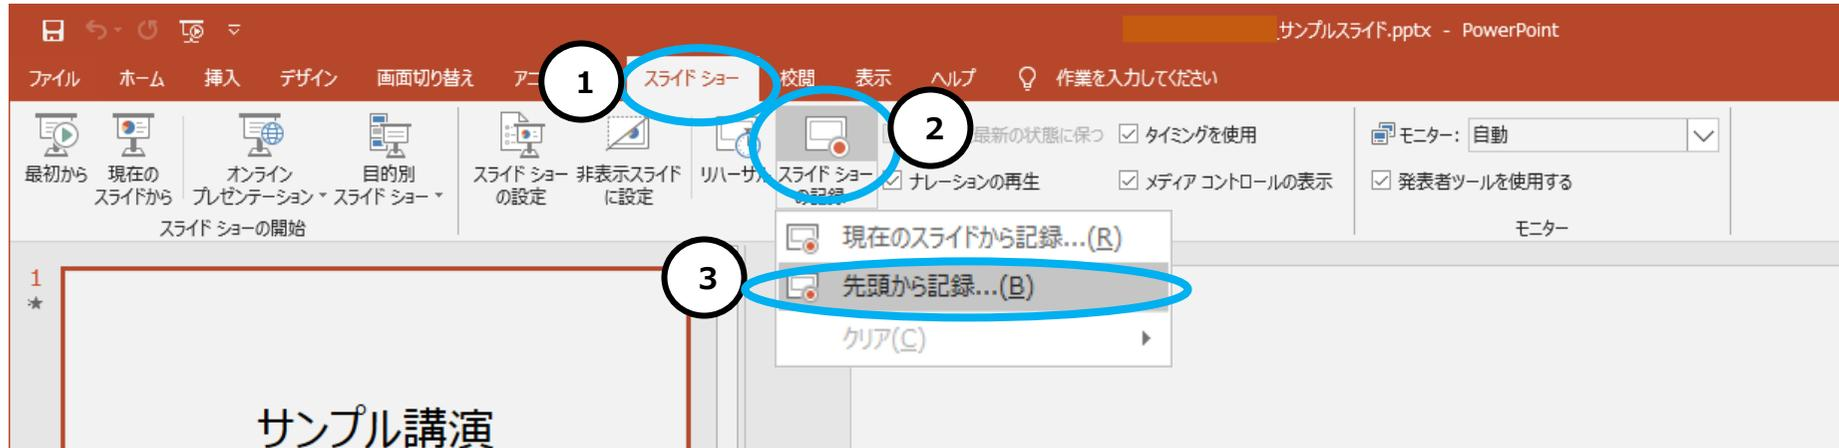 サンプルスライド.pptx - PowerPoint
ファイル ホーム 挿入 デザイン 画面切り替え スライド ショー 校閲 表示 ヘルプ 作業を入力してください
1
2
最初から
現在の
スライドから
オンライン
プレゼンテーション
目的別
スライド ショー
スライド ショーの開始
スライド ショー
の設定
非表示スライド
に設定
リハーサル
スライド ショー
の記録
最新の状態に保つ
タイミングを使用
ナレーションの再生
メディア コントロールの表示
モニター: 自動
発表者ツールを使用する
モニター
現在のスライドから記録...(R)
3
先頭から記録...(B)
クリア(C)
1
サンプル講演